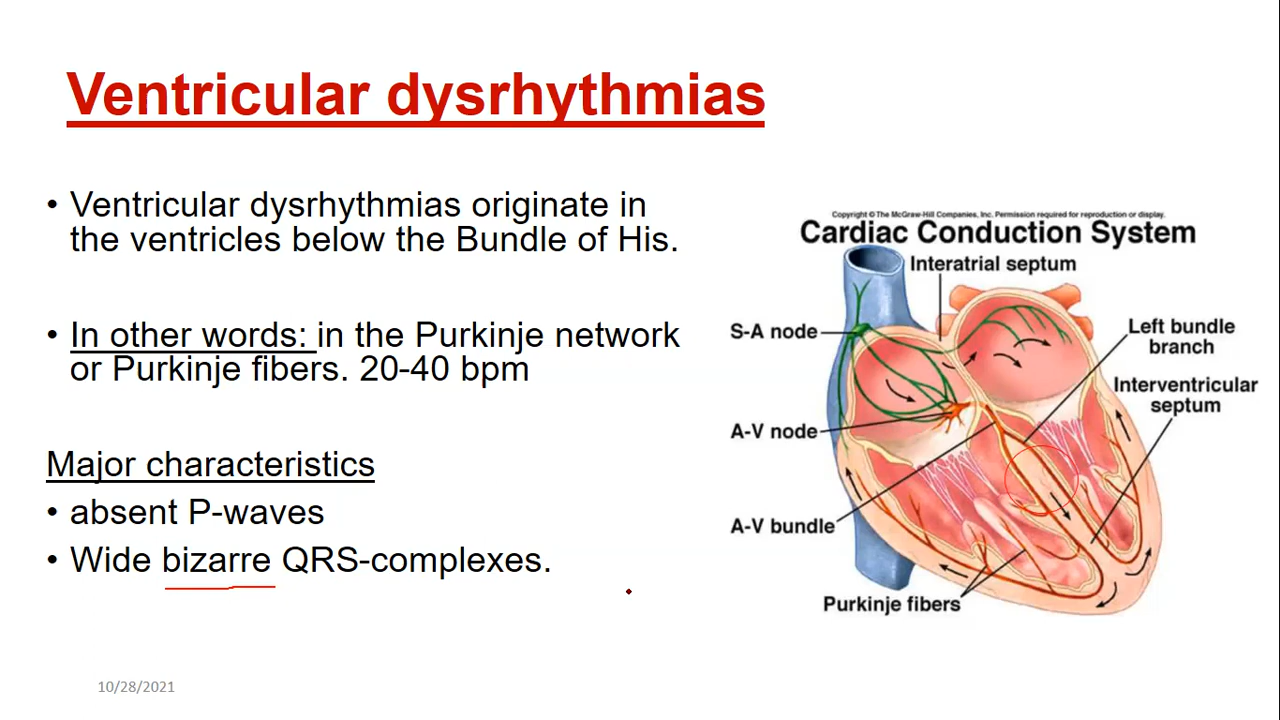 Ventricular dysrhythmias
• Ventricular dysrhythmias originate in
the ventricles below the Bundle of His.
• In other words: in the Purkinje network
or Purkinje fibers. 20-40 bpm
Major characteristics
• absent P-waves
• Wide bizarre QRS-complexes.
Copyright © The McGraw-Hill Companies, Inc. Permission required for reproduction or display.
Cardiac Conduction System
Interatrial septum
S-A node
Left bundle
branch
Interventricular
septum
A-V node
A-V bundle
Purkinje fibers
10/28/2021